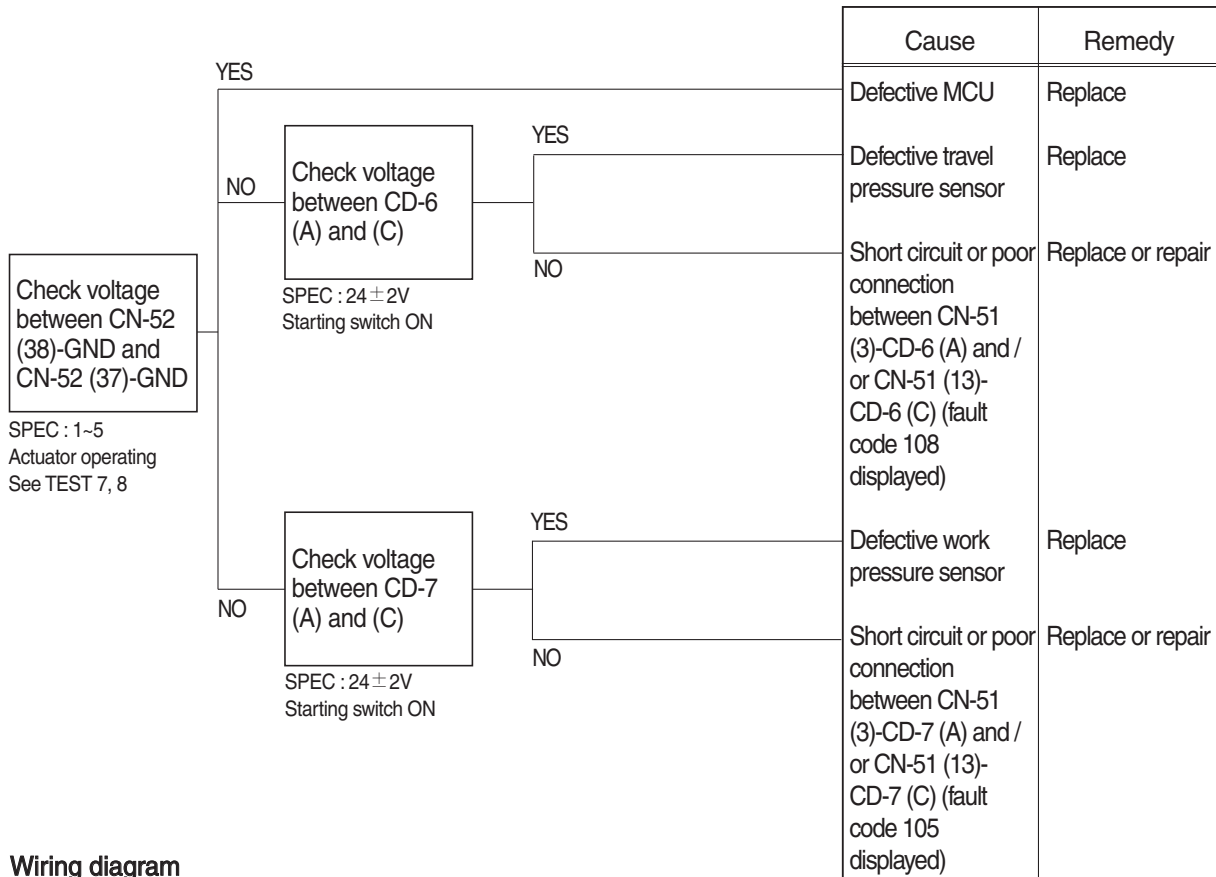 Cause Remedy
YES
Defective MCU Replace
YES
Check voltage
between CD-6
(A) and (C)
NO
Defective travel Replace
pressure sensor
NO
SPEC : 24±2V
Starting switch ON
Short circuit or poor Replace or repair
connection
between CN-51
(3)-CD-6 (A) and /
or CN-51 (13)-
CD-6 (C) (fault
code 108
displayed)
Check voltage
between CN-52
(38)-GND and
CN-52 (37)-GND
SPEC : 1~5
Actuator operating
See TEST 7, 8
YES
Check voltage
between CD-7
(A) and (C)
NO
Defective work Replace
pressure sensor
NO
SPEC : 24±2V
Starting switch ON
Short circuit or poor Replace or repair
connection
between CN-51
(3)-CD-7 (A) and /
or CN-51 (13)-
CD-7 (C) (fault
code 105
displayed)
Wiring diagram